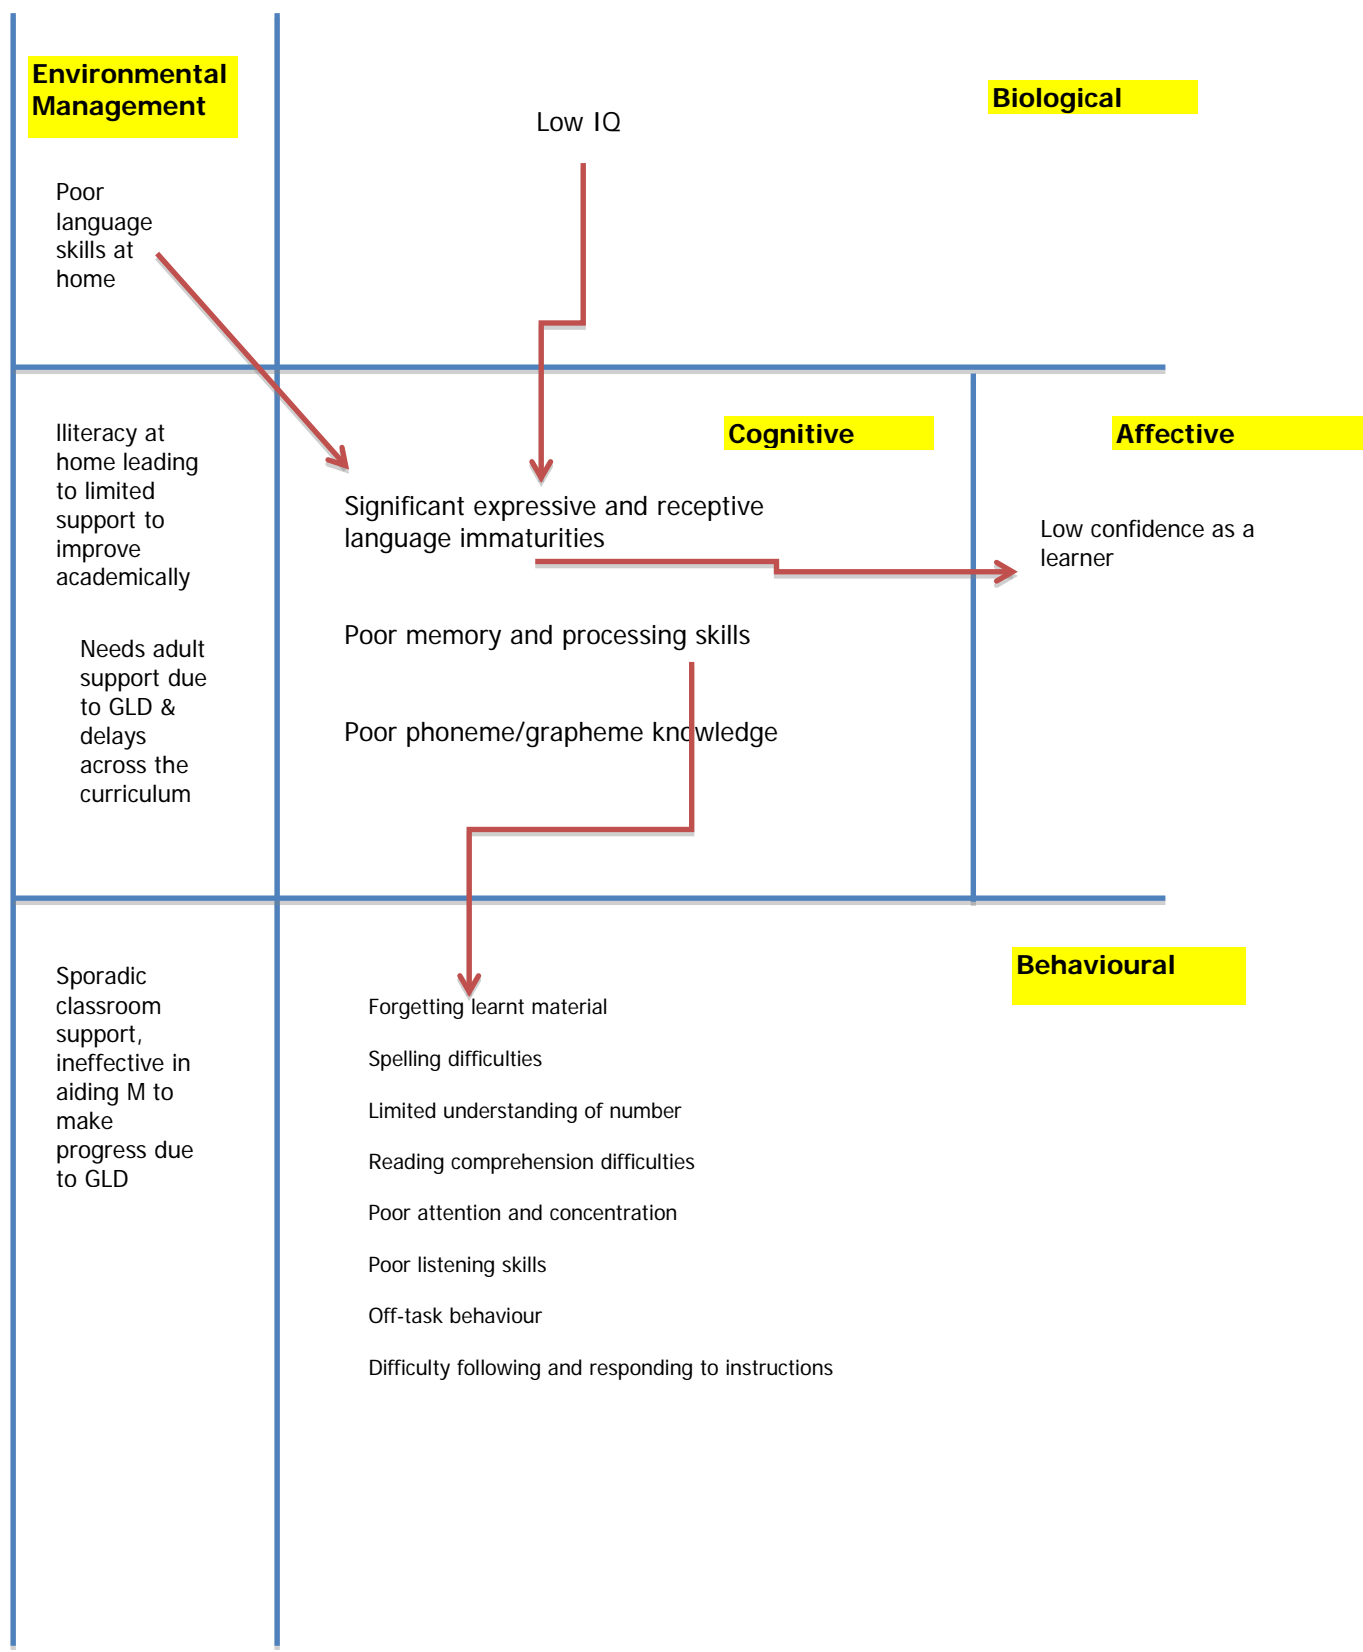 Environmental
Management
Biological
Low IQ
Poor
language
skills at
home
Iliteracy at
home leading
to limited
support to
improve
academically
Needs adult
support due
to GLD &
delays
across the
curriculum
Cognitive
Affective
Significant expressive and receptive
language immaturities
Low confidence as a
learner
Poor memory and processing skills
Poor phoneme/grapheme knowledge
Sporadic
classroom
support,
ineffective in
aiding M to
make
progress due
to GLD
Behavioural
Forgetting learnt material
Spelling difficulties
Limited understanding of number
Reading comprehension difficulties
Poor attention and concentration
Poor listening skills
Off-task behaviour
Difficulty following and responding to instructions